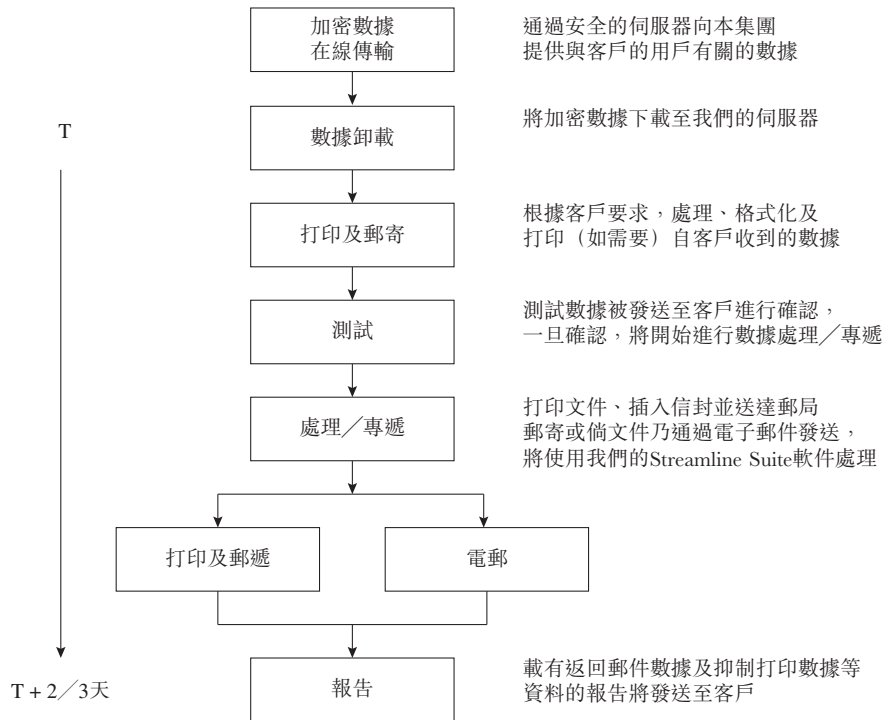 加密數據
在線傳輸
通過安全的伺服器向本集團
提供與客戶的用戶有關的數據
T
數據卸載
將加密數據下載至我們的伺服器
打印及郵寄
根據客戶要求，處理、格式化及
打印（如需要）自客戶收到的數據
測試
測試數據被發送至客戶進行確認，
一旦確認，將開始進行數據處理／專遞
處理／專遞
打印文件、插入信封並送達郵局
郵寄或倘文件乃通過電子郵件發送，
將使用我們的Streamline Suite軟件處理
打印及郵遞
電郵
T + 2／3天
報告
載有返回郵件數據及抑制打印數據等
資料的報告將發送至客戶